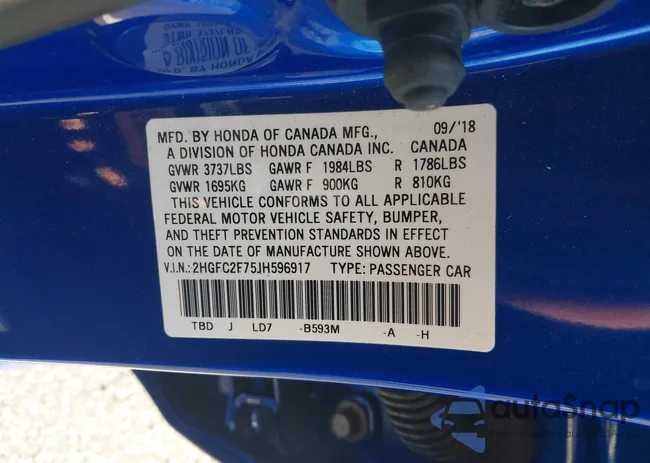 MFD. BY HONDA OF CANADA MFG., 09/'18
A DIVISION OF HONDA CANADA INC. CANADA
GVWR 3737LBS GAWR F 1984LBS R 1786LBS
GVWR 1695KG GAWR F 900KG R 810KG
THIS VEHICLE CONFORMS TO ALL APPLICABLE
FEDERAL MOTOR VEHICLE SAFETY, BUMPER,
AND THEFT PREVENTION STANDARDS IN EFFECT
ON THE DATE OF MANUFACTURE SHOWN ABOVE.
V.I.N.: 2HGFC2F75JH596917 TYPE: PASSENGER CAR
TBD J LD7 -B593M -A -H
autoSnap